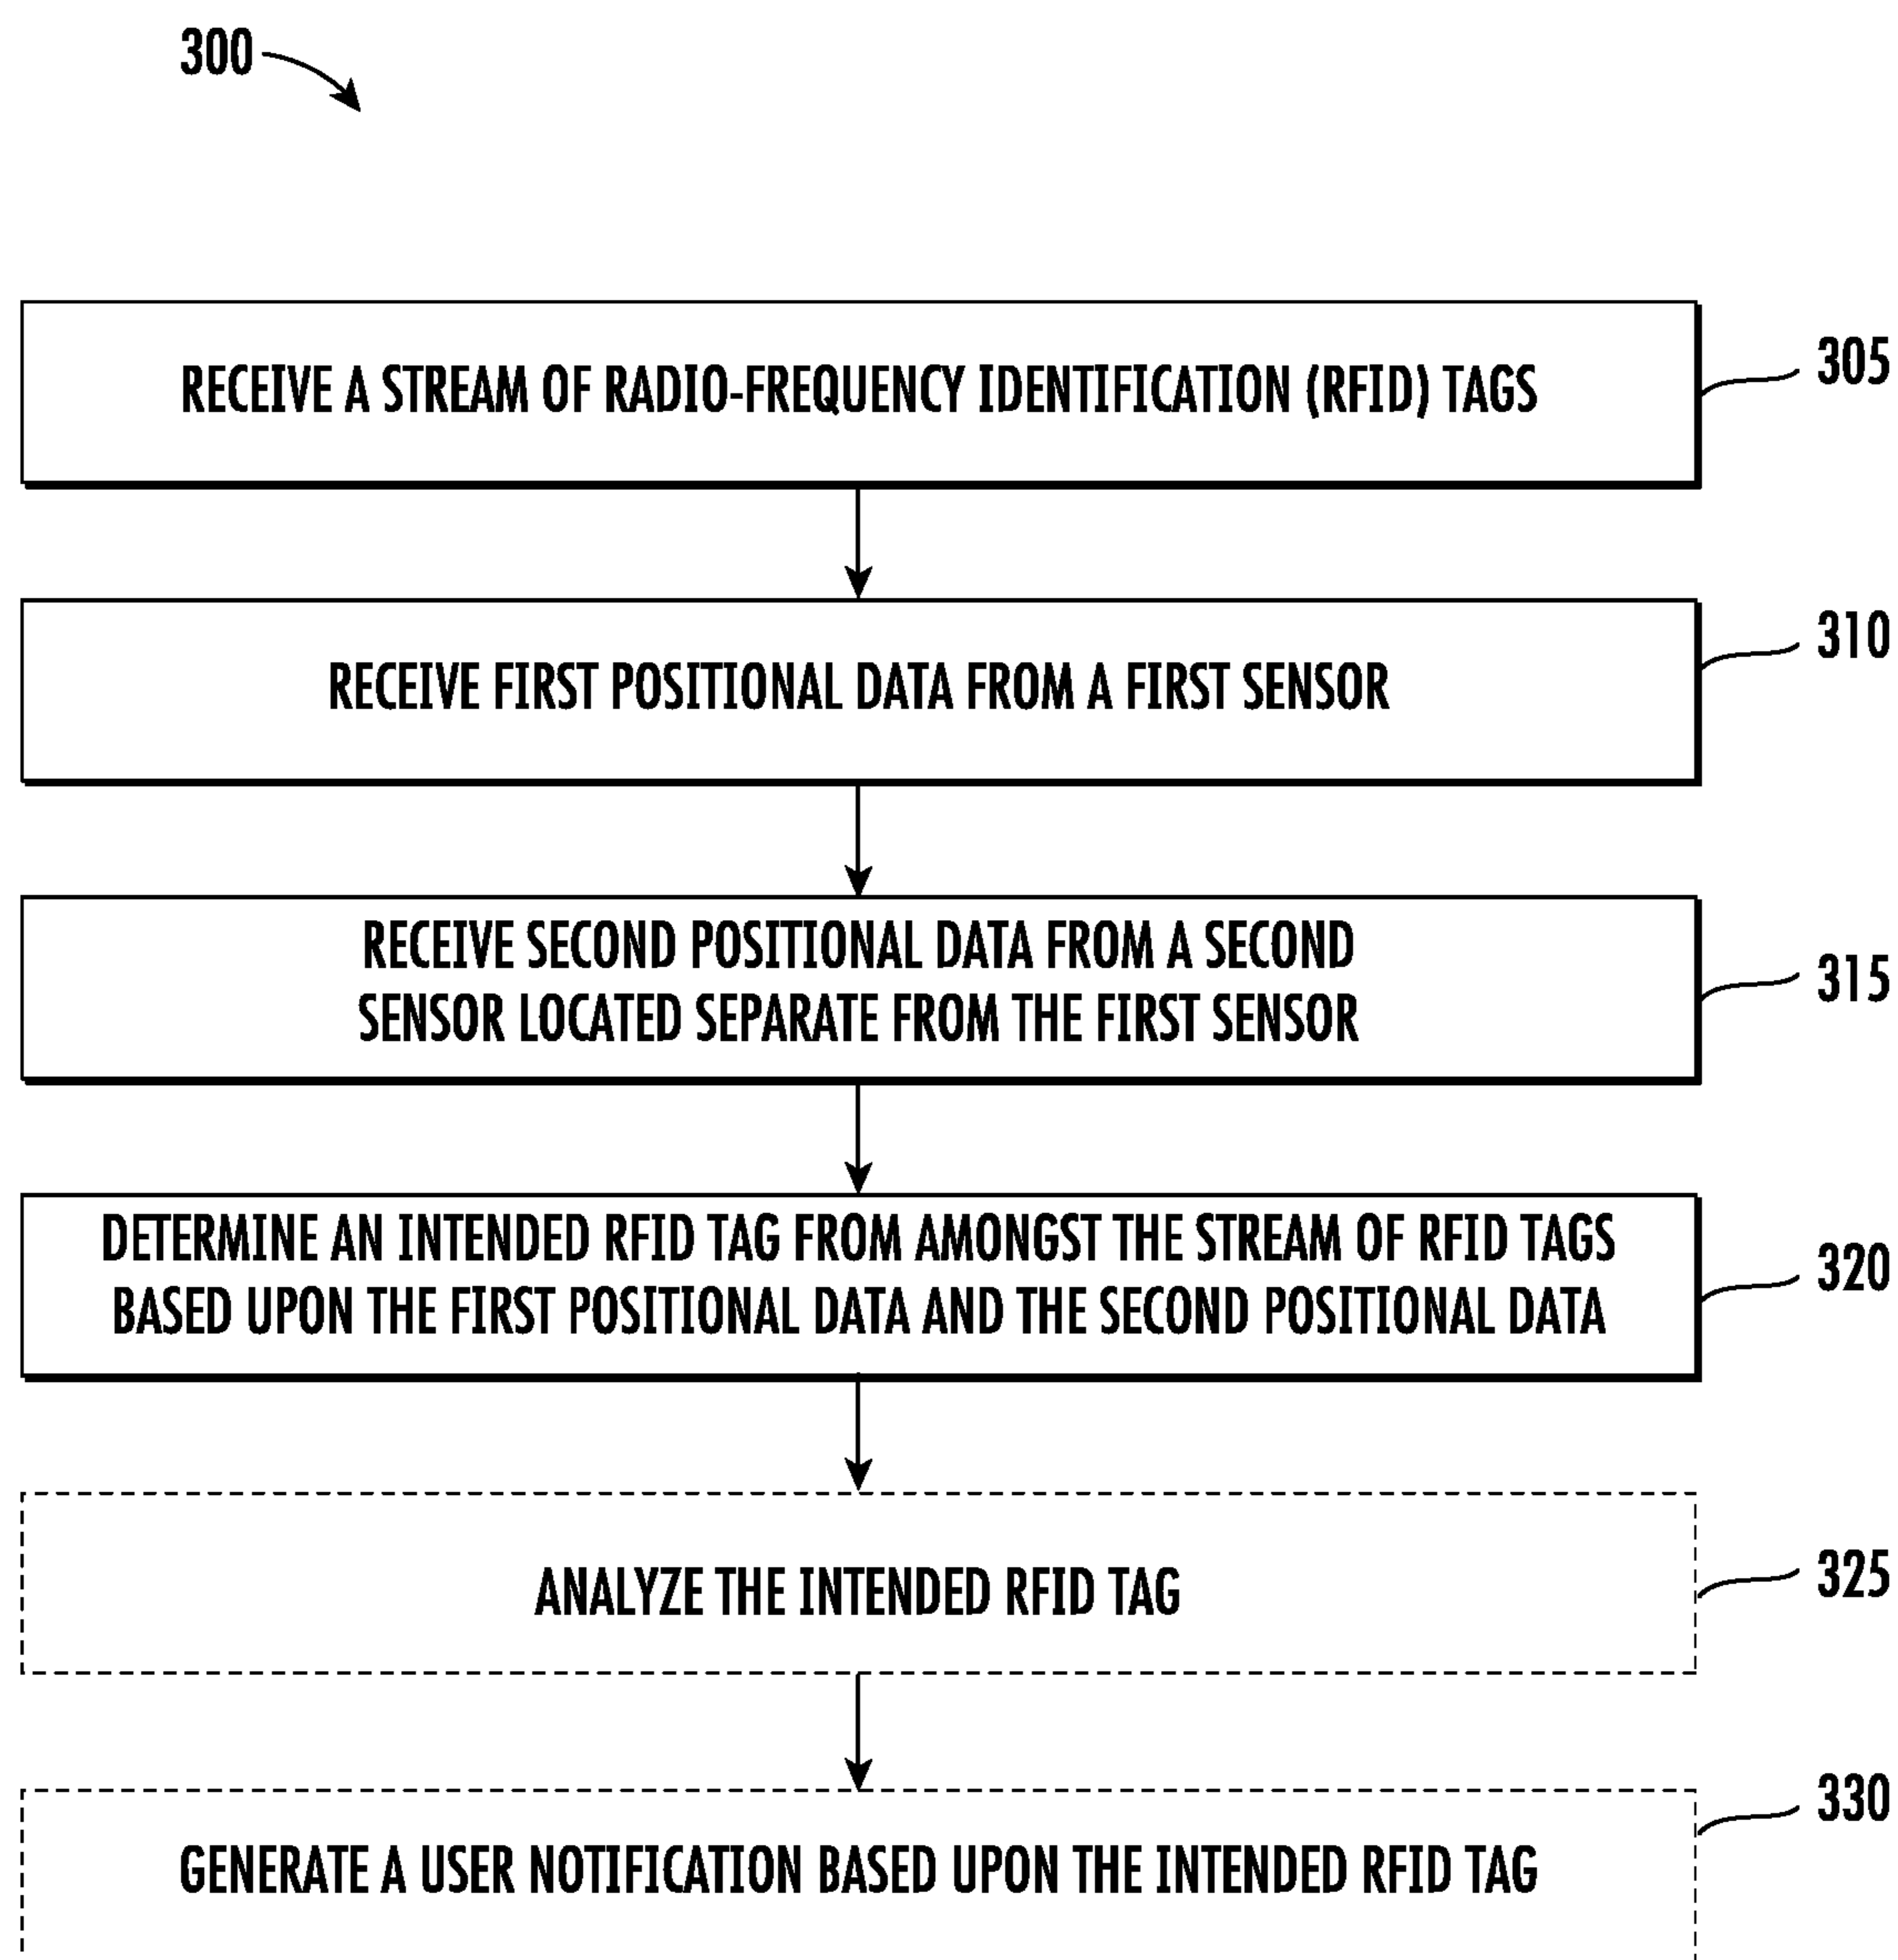 300
RECEIVE A STREAM OF RADIO-FREQUENCY IDENTIFICATION (RFID) TAGS
305
RECEIVE FIRST POSITIONAL DATA FROM A FIRST SENSOR
310
RECEIVE SECOND POSITIONAL DATA FROM A SECOND
SENSOR LOCATED SEPARATE FROM THE FIRST SENSOR
315
DETERMINE AN INTENDED RFID TAG FROM AMONGST THE STREAM OF RFID TAGS
BASED UPON THE FIRST POSITIONAL DATA AND THE SECOND POSITIONAL DATA
320
ANALYZE THE INTENDED RFID TAG
325
GENERATE A USER NOTIFICATION BASED UPON THE INTENDED RFID TAG
330